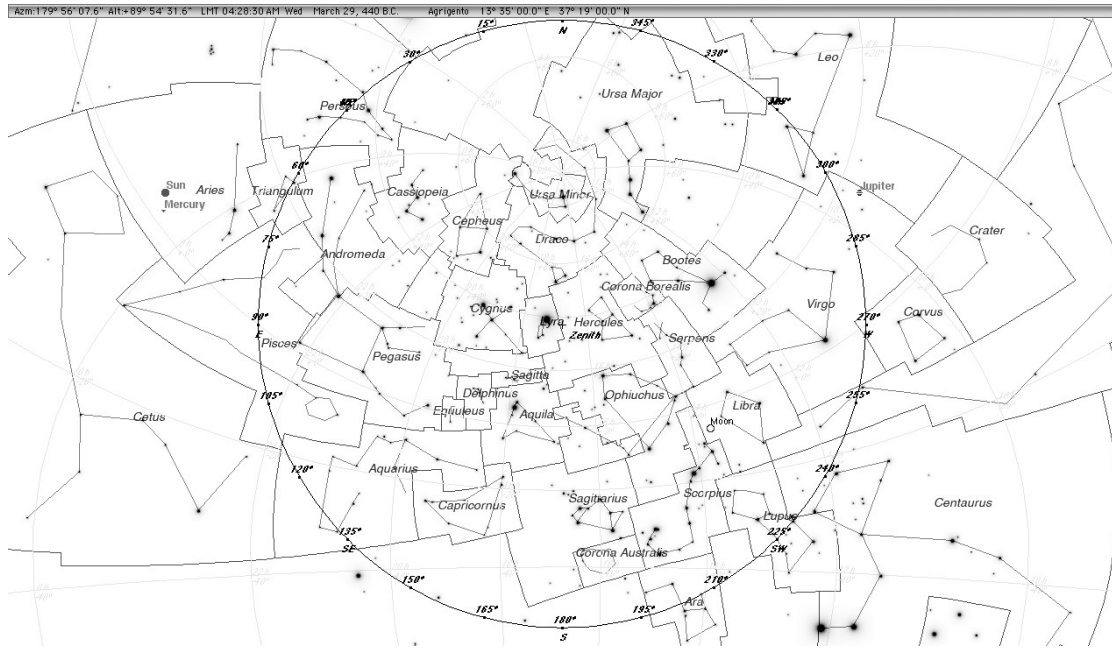 Azm:179° 56' 07.6" Alt:+89° 54' 31.6" LMT 04:28:30 AM Wed March 29, 440 B.C. Agrigento 13° 35' 00.0" E 37° 19' 00.0" N
15° N 345°
30° 330°
Leo
Ursa Major
Perseus
60° 300°
Sun Aries Triangulum Cassiopeia Ursa Minor Jupiter
Mercury
Cepheus
75° Draco 285° Crater
Andromeda Bootes
Corona Borealis
Cygnus Virgo
90° Lyra Hercules 270° Corvus
E Zenith W
Pisces Serpens
Pegasus
Sagitta
Delphinus Ophiuchus
105° Libra 255°
Cetus Equuleus Aquila Moon
Aquarius
120° 240°
Capricornus Sagittarius Scorpius Centaurus
Lupus
135° 225°
SE Corona Australis SW
150° 210°
Ara
165° 180° 195°
S